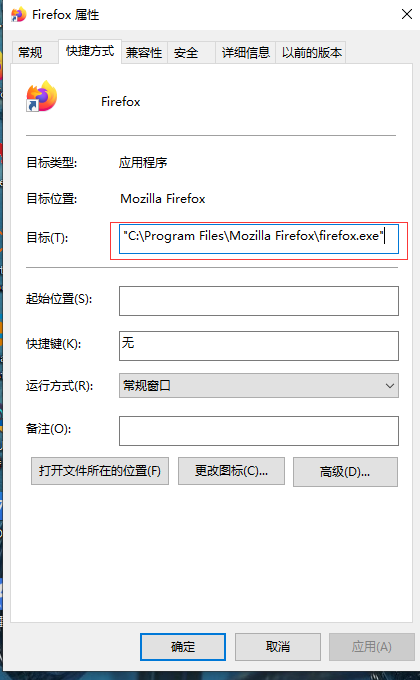 Firefox 属性
常规 快捷方式 兼容性 安全 详细信息 以前的版本
Firefox
目标类型: 应用程序
目标位置: Mozilla Firefox
目标(T): "C:\Program Files\Mozilla Firefox\firefox.exe"
起始位置(S):
快捷键(K): 无
运行方式(R): 常规窗口
备注(O):
打开文件所在的位置(F) 更改图标(C)... 高级(D)...
确定 取消 应用(A)